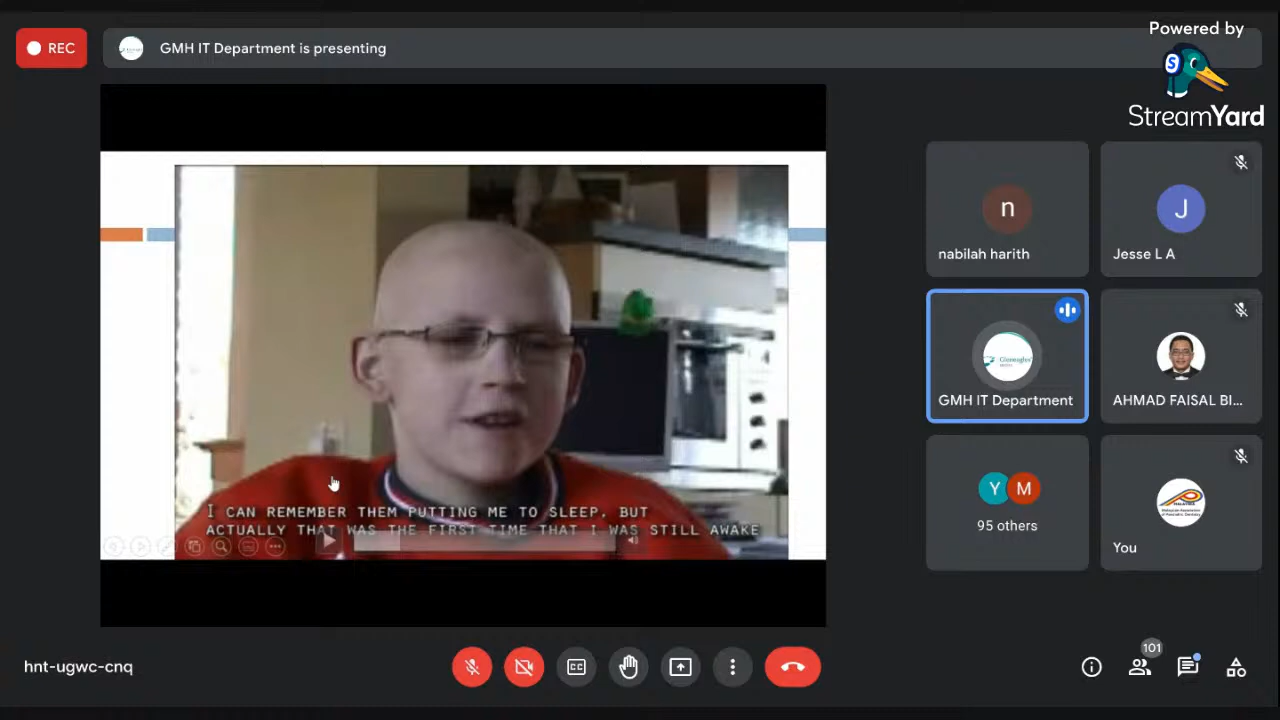 Powered by
REC
GMH IT Department is presenting
StreamYard
n
nabilah harith
J
Jesse L A
GMH IT Department
AHMAD FAISAL BI...
I CAN REMEMBER THEM PUTTING ME TO SLEEP, BUT
ACTUALLY THAT WAS THE FIRST TIME THAT I WAS STILL AWAKE
Y M
95 others
You
hnt-ugwc-cnq
CC
101